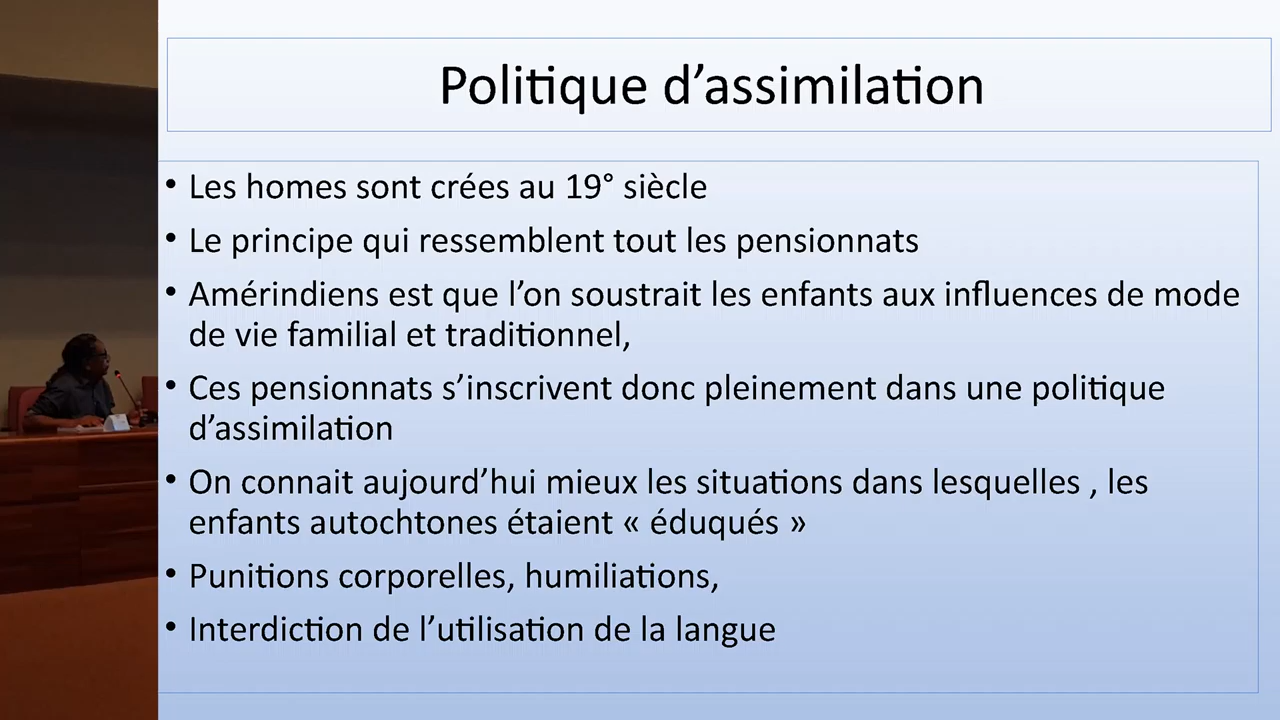 Politique d’assimilation
• Les homes sont crées au 19° siècle
• Le principe qui ressemblent tout les pensionnats
• Amérindiens est que l’on soustrait les enfants aux influences de mode
de vie familial et traditionnel,
• Ces pensionnats s’inscrivent donc pleinement dans une politique
d’assimilation
• On connait aujourd’hui mieux les situations dans lesquelles , les
enfants autochtones étaient « éduqués »
• Punitions corporelles, humiliations,
• Interdiction de l’utilisation de la langue